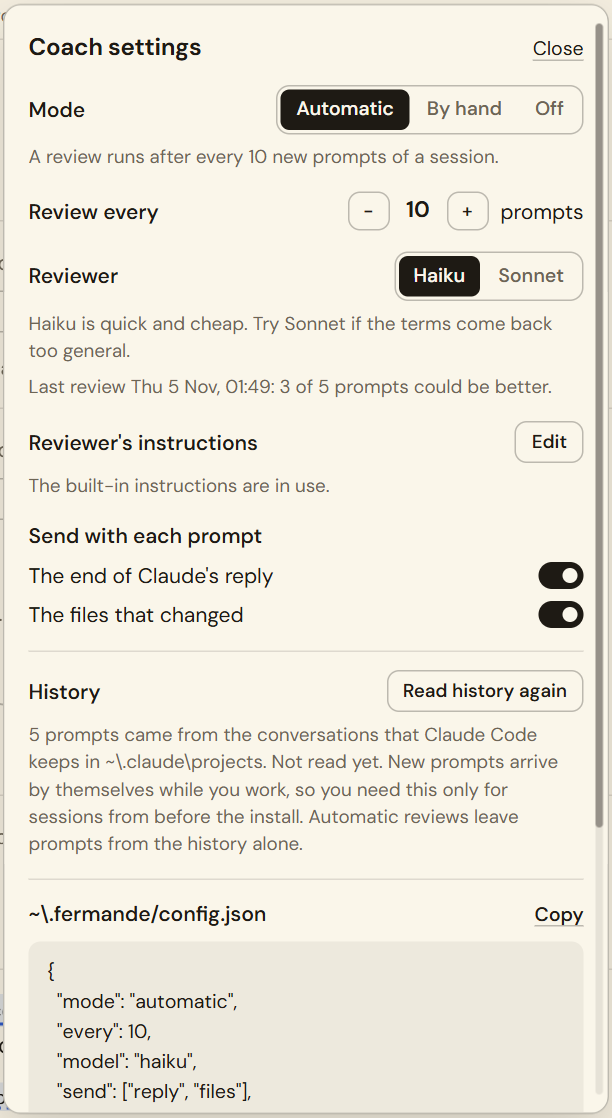 Coach settings
Close
Mode
Automatic
By hand
Off
A review runs after every 10 new prompts of a session.
Review every
-
10
+
prompts
Reviewer
Haiku
Sonnet
Haiku is quick and cheap. Try Sonnet if the terms come back
too general.
Last review Thu 5 Nov, 01:49: 3 of 5 prompts could be better.
Reviewer's instructions
Edit
The built-in instructions are in use.
Send with each prompt
The end of Claude's reply
The files that changed
History
Read history again
5 prompts came from the conversations that Claude Code
keeps in ~\.claude\projects. Not read yet. New prompts arrive
by themselves while you work, so you need this only for
sessions from before the install. Automatic reviews leave
prompts from the history alone.
~\.fermande/config.json
Copy
{
"mode": "automatic",
"every": 10,
"model": "haiku",
"send": ["reply", "files"],